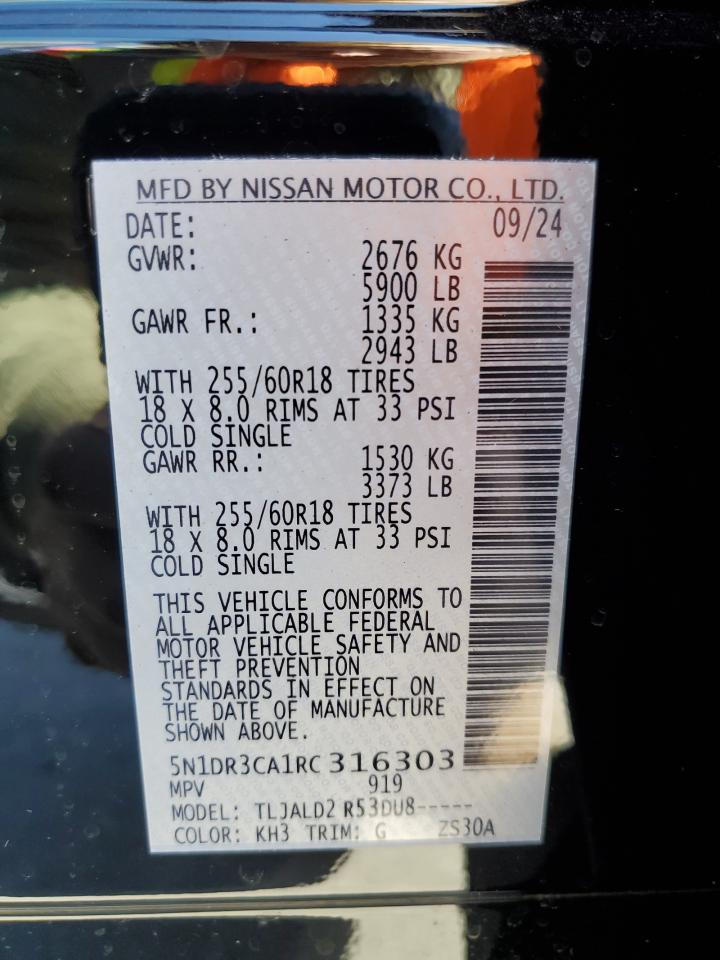 MFD BY NISSAN MOTOR CO., LTD.
DATE: 09/24
GVWR: 2676 KG
5900 LB
GAWR FR.: 1335 KG
2943 LB
WITH 255/60R18 TIRES
18 X 8.0 RIMS AT 33 PSI
COLD SINGLE
GAWR RR.: 1530 KG
3373 LB
WITH 255/60R18 TIRES
18 X 8.0 RIMS AT 33 PSI
COLD SINGLE
THIS VEHICLE CONFORMS TO
ALL APPLICABLE FEDERAL
MOTOR VEHICLE SAFETY AND
THEFT PREVENTION
STANDARDS IN EFFECT ON
THE DATE OF MANUFACTURE
SHOWN ABOVE.
5N1DR3CA1RC316303
MPV 919
MODEL: TLJALD2 R53DU8-----
COLOR: KH3 TRIM: G ZS30A